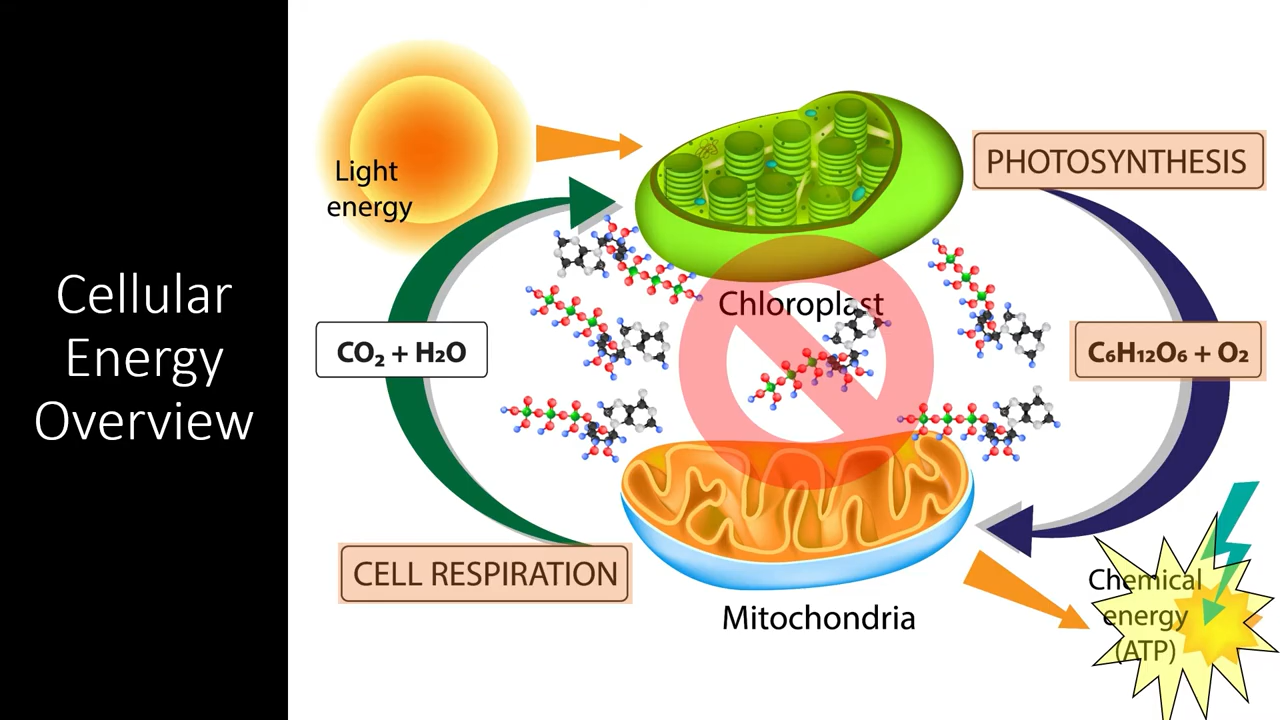 Cellular
Energy
Overview
Light
energy
PHOTOSYNTHESIS
Chloroplast
CO₂ + H₂O
C₆H₁₂O₆ + O₂
CELL RESPIRATION
Mitochondria
Chemical
energy
(ATP)